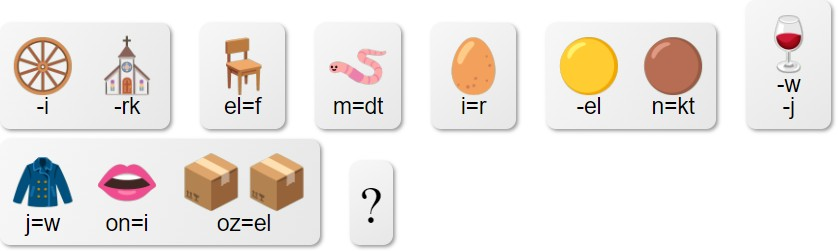 -i -rk el=f m=dt i=r -el n=kt -w
-j
j=w on=i oz=el ?